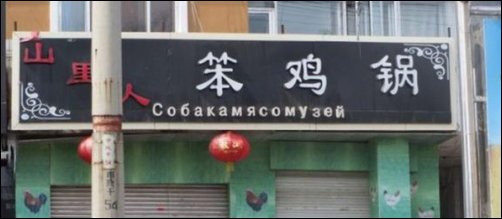 山里人 笨鸡锅
Собакамясомузей